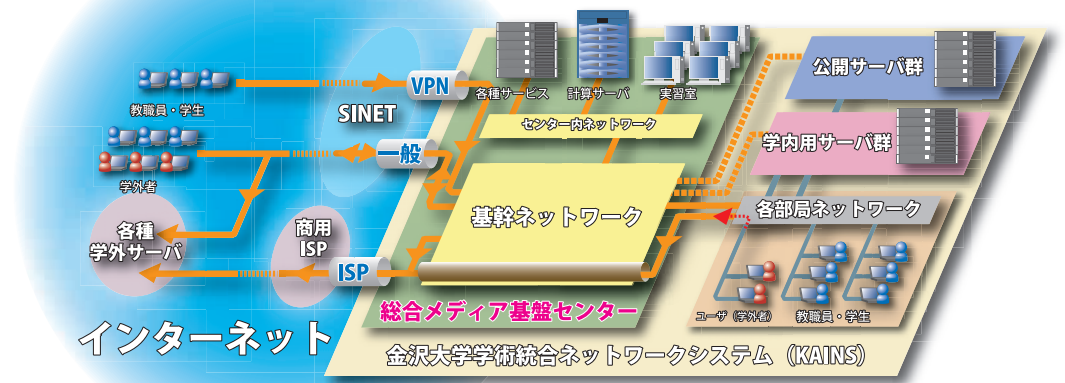 教職員・学生
学外者
各種
学外サーバ
SINET
VPN
一般
商用
ISP
ISP
インターネット
各種サービス
計算サーバ
実習室
センター内ネットワーク
基幹ネットワーク
総合メディア基盤センター
公開サーバ群
学内用サーバ群
各部局ネットワーク
ユーザ（学外者）
教職員・学生
金沢大学学術統合ネットワークシステム（KAINS）